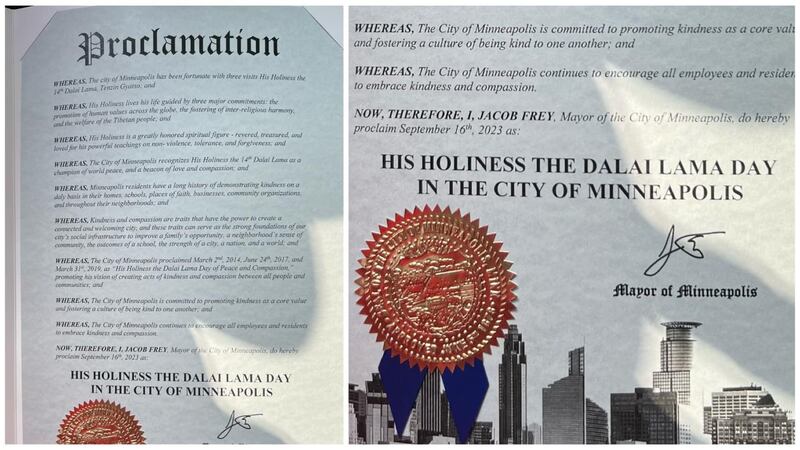 Proclamation
WHEREAS, The city of Minneapolis has been fortunate with three visits His Holiness the
14th Dalai Lama, Tenzin Gyatso; and
WHEREAS, His Holiness lives his life guided by three major commitments: the
promotion of human values across the globe, the fostering of inter-religious harmony,
and the welfare of the Tibetan people; and
WHEREAS, His Holiness is a greatly honored spiritual figure - revered, treasured, and
loved for his powerful teachings on non-violence, tolerance, and forgiveness; and
WHEREAS, The City of Minneapolis recognizes His Holiness the 14th Dalai Lama as a
champion of world peace, and a beacon of love and compassion; and
WHEREAS, Minneapolis residents have a long history of demonstrating kindness on a
daily basis in their homes, schools, places of faith, businesses, community organizations,
and throughout their neighborhoods; and
WHEREAS, Kindness and compassion are traits that have the power to create a
connected and welcoming city, and these traits can serve as the strong foundations of our
city's social infrastructure to improve a family's opportunity, a neighborhood's sense of
community, the outcomes of a school, the strength of a city, a nation, and a world; and
WHEREAS, The City of Minneapolis proclaimed March 2nd, 2014, June 24th, 2017, and
March 31st, 2019, as "His Holiness the Dalai Lama Day of Peace and Compassion,"
promoting his vision of creating acts of kindness and compassion between all people and
communities; and
WHEREAS, The City of Minneapolis is committed to promoting kindness as a core value
and fostering a culture of being kind to one another; and
WHEREAS, The City of Minneapolis continues to encourage all employees and residents
to embrace kindness and compassion.
NOW, THEREFORE, I, JACOB FREY, Mayor of the City of Minneapolis, do hereby
proclaim September 16th, 2023 as:
HIS HOLINESS THE DALAI LAMA DAY
IN THE CITY OF MINNEAPOLIS
WHEREAS, The City of Minneapolis is committed to promoting kindness as a core valu
and fostering a culture of being kind to one another; and
WHEREAS, The City of Minneapolis continues to encourage all employees and residen
to embrace kindness and compassion.
NOW, THEREFORE, I, JACOB FREY, Mayor of the City of Minneapolis, do hereby
proclaim September 16th, 2023 as:
HIS HOLINESS THE DALAI LAMA DAY
IN THE CITY OF MINNEAPOLIS
Mayor of Minneapolis